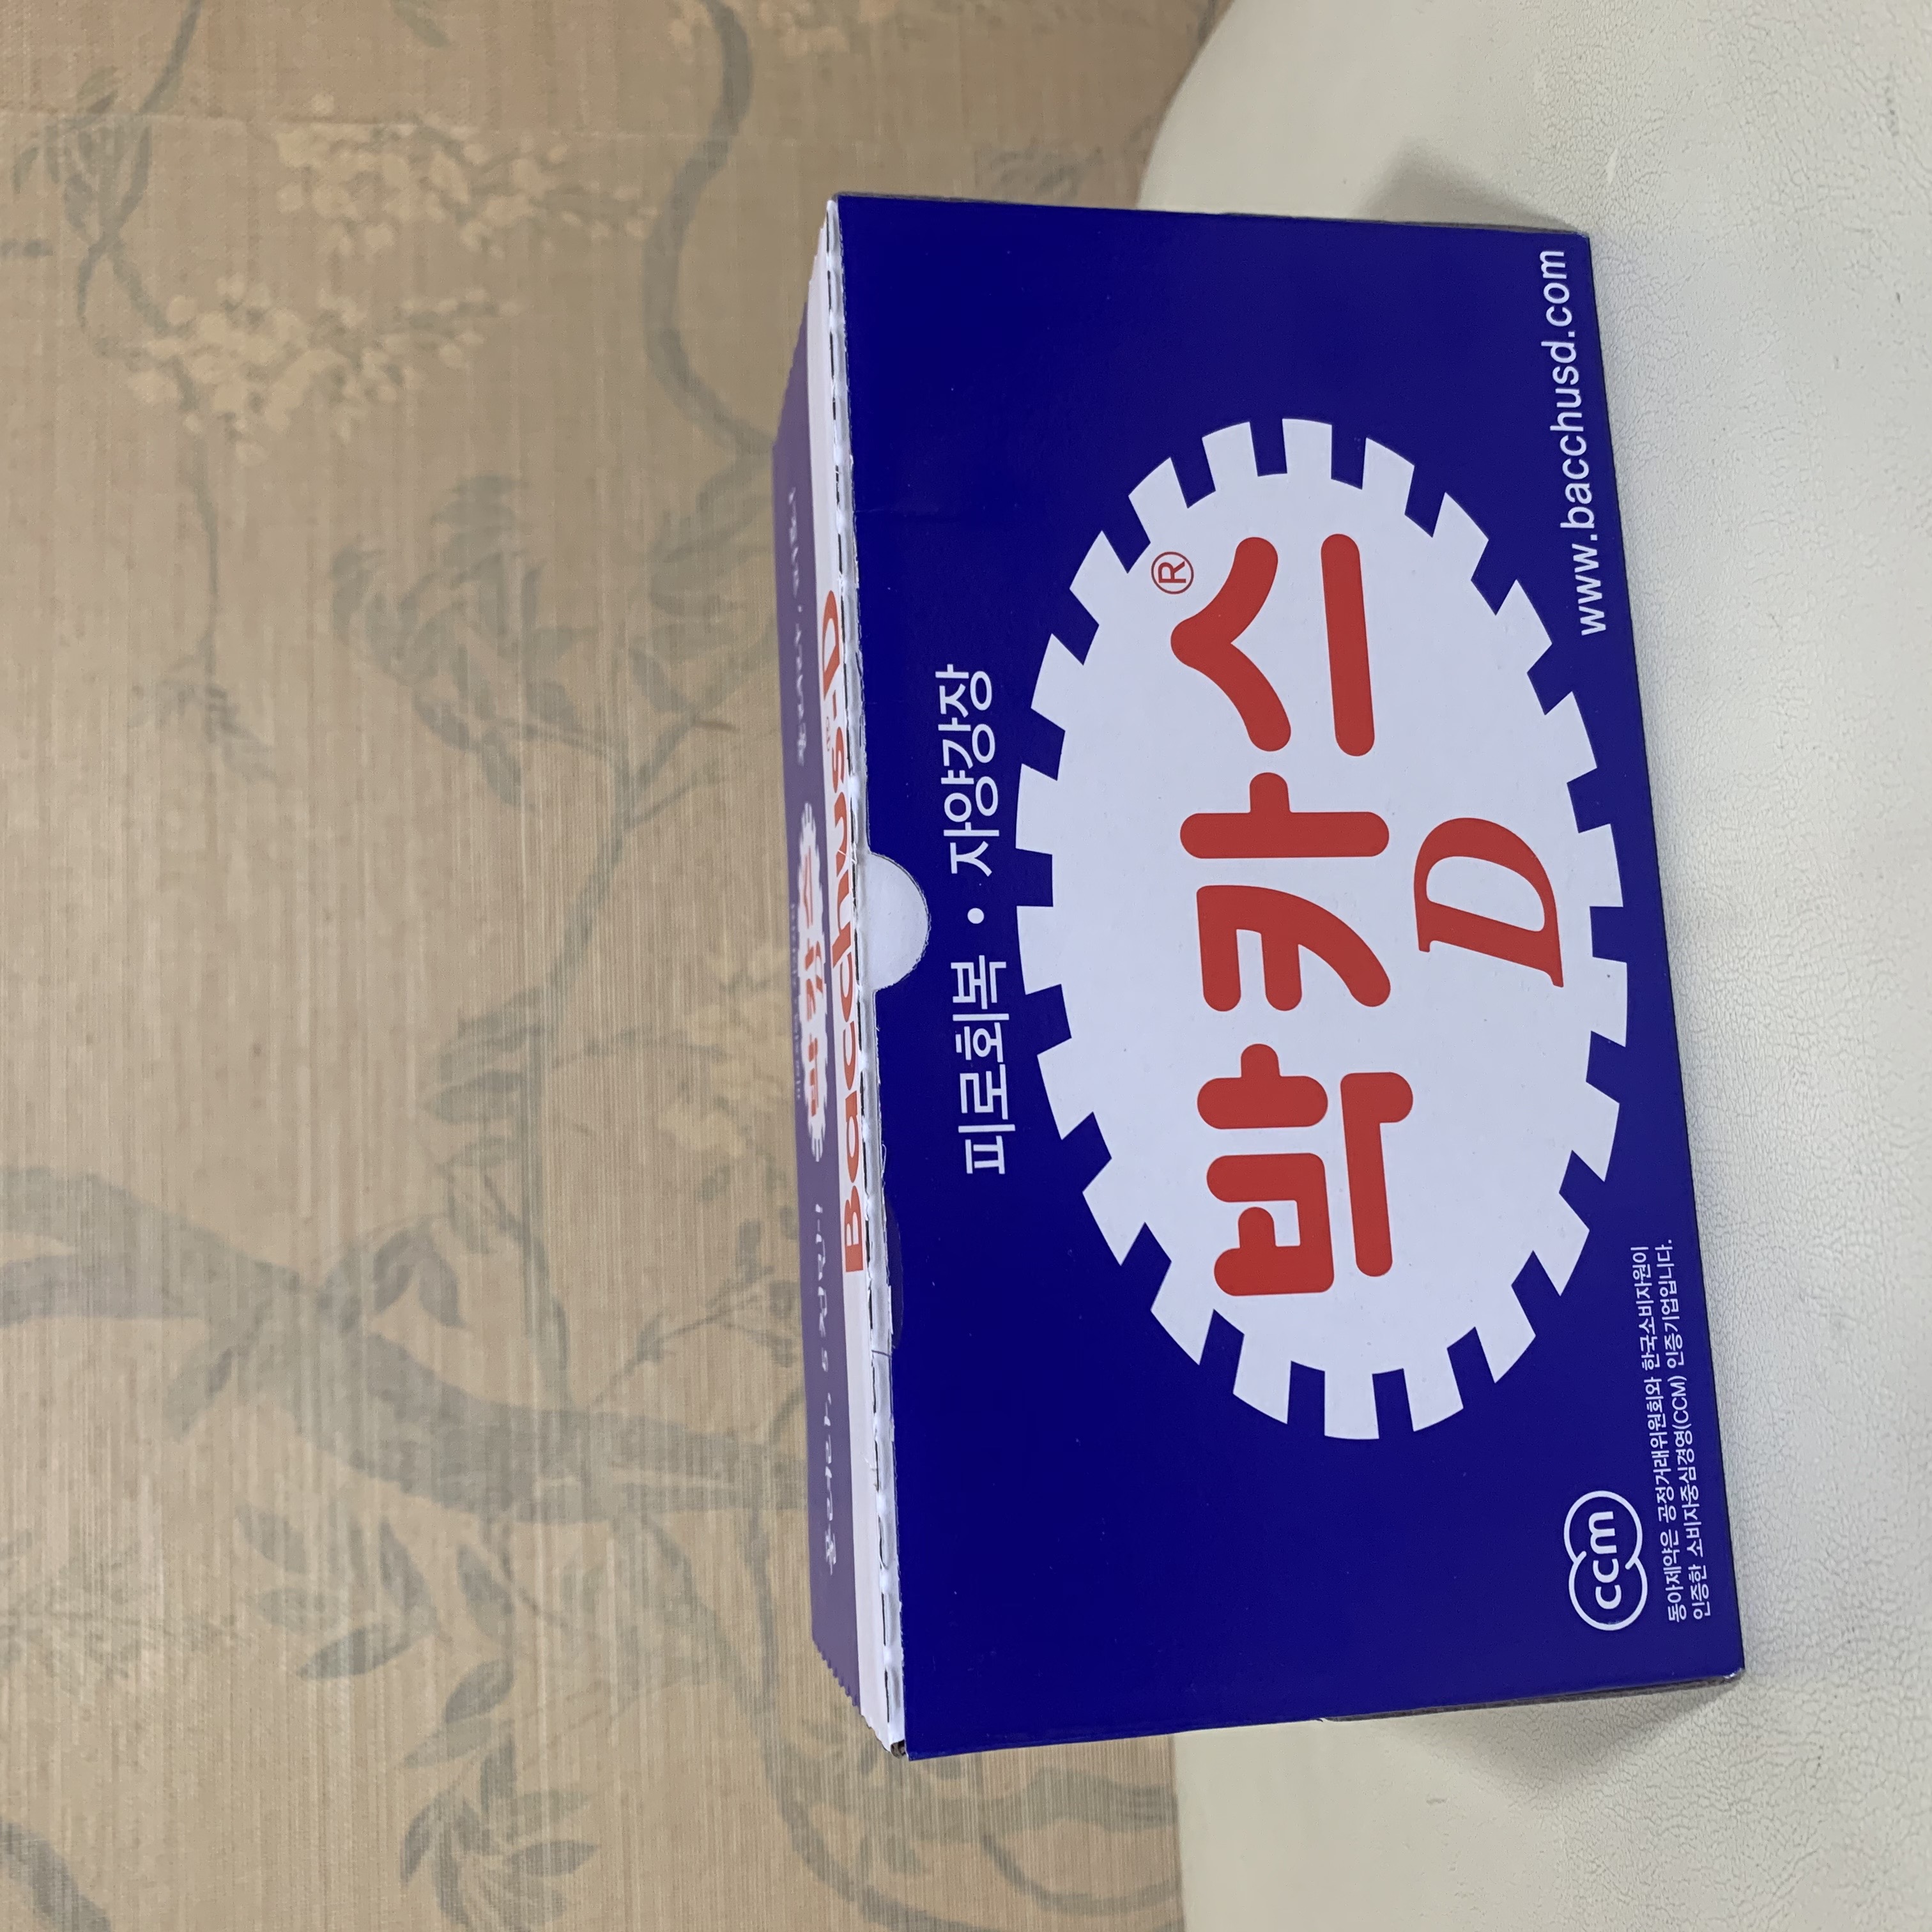 Bacchus-D
피로회복 • 자양강장
박카스®
D
www.bacchusd.com
ccm
동아제약은 공정거래위원회와 한국소비자원이
인증한 소비자중심경영(CCM) 인증기업입니다.